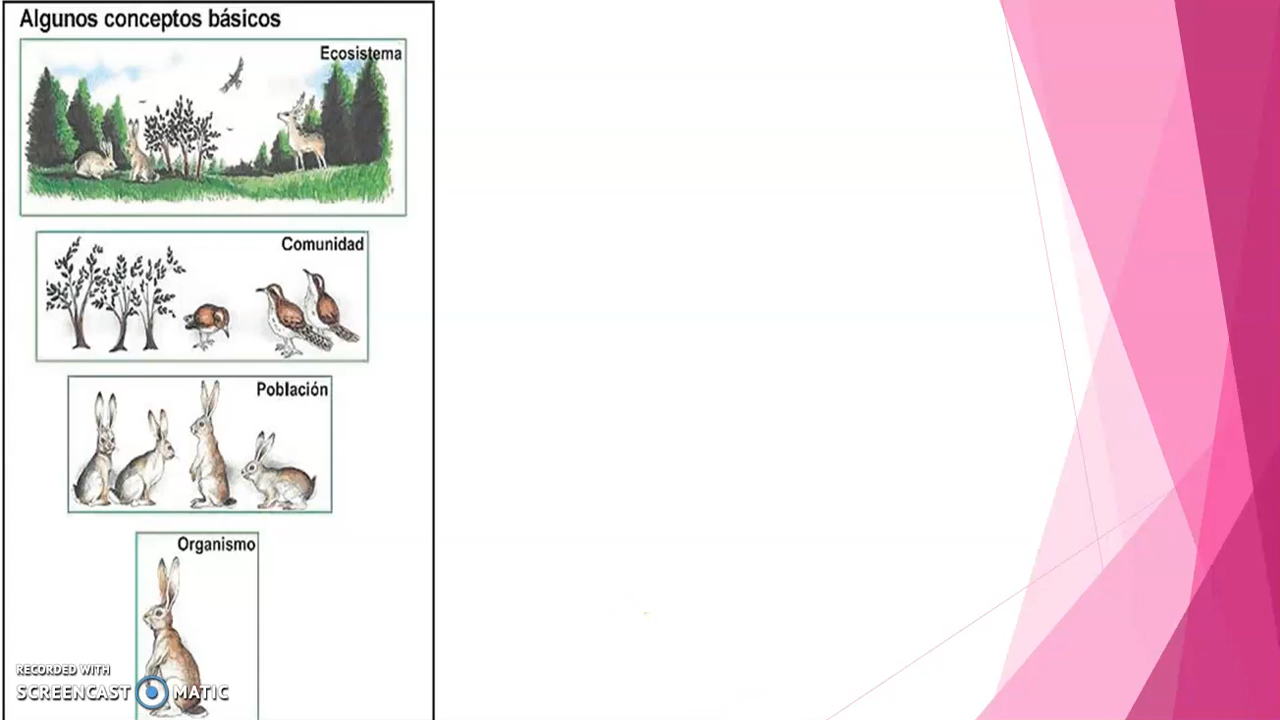 Algunos conceptos básicos
Ecosistema
Comunidad
Población
Organismo
RECORDED WITH
SCREENCAST MATIC